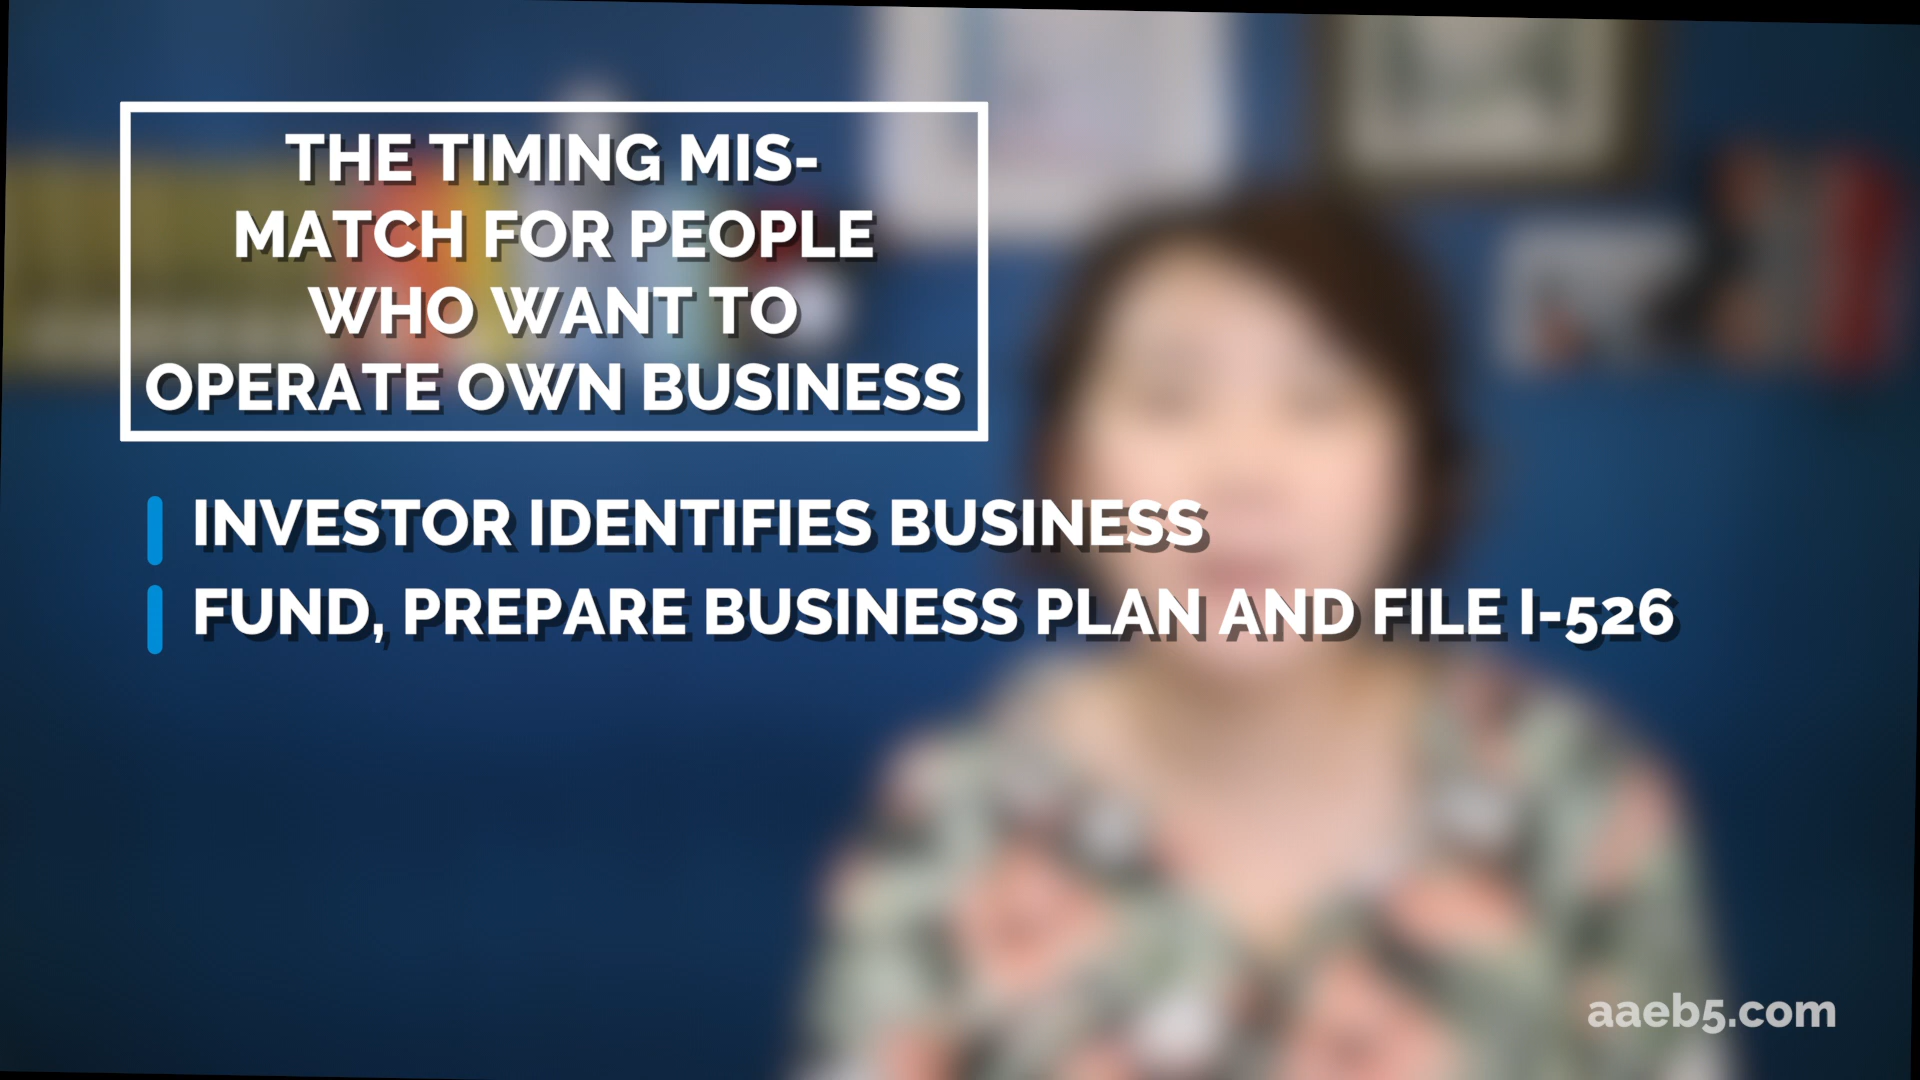 THE TIMING MIS-
MATCH FOR PEOPLE
WHO WANT TO
OPERATE OWN BUSINESS
INVESTOR IDENTIFIES BUSINESS
FUND, PREPARE BUSINESS PLAN AND FILE I-526
aaeb5.com